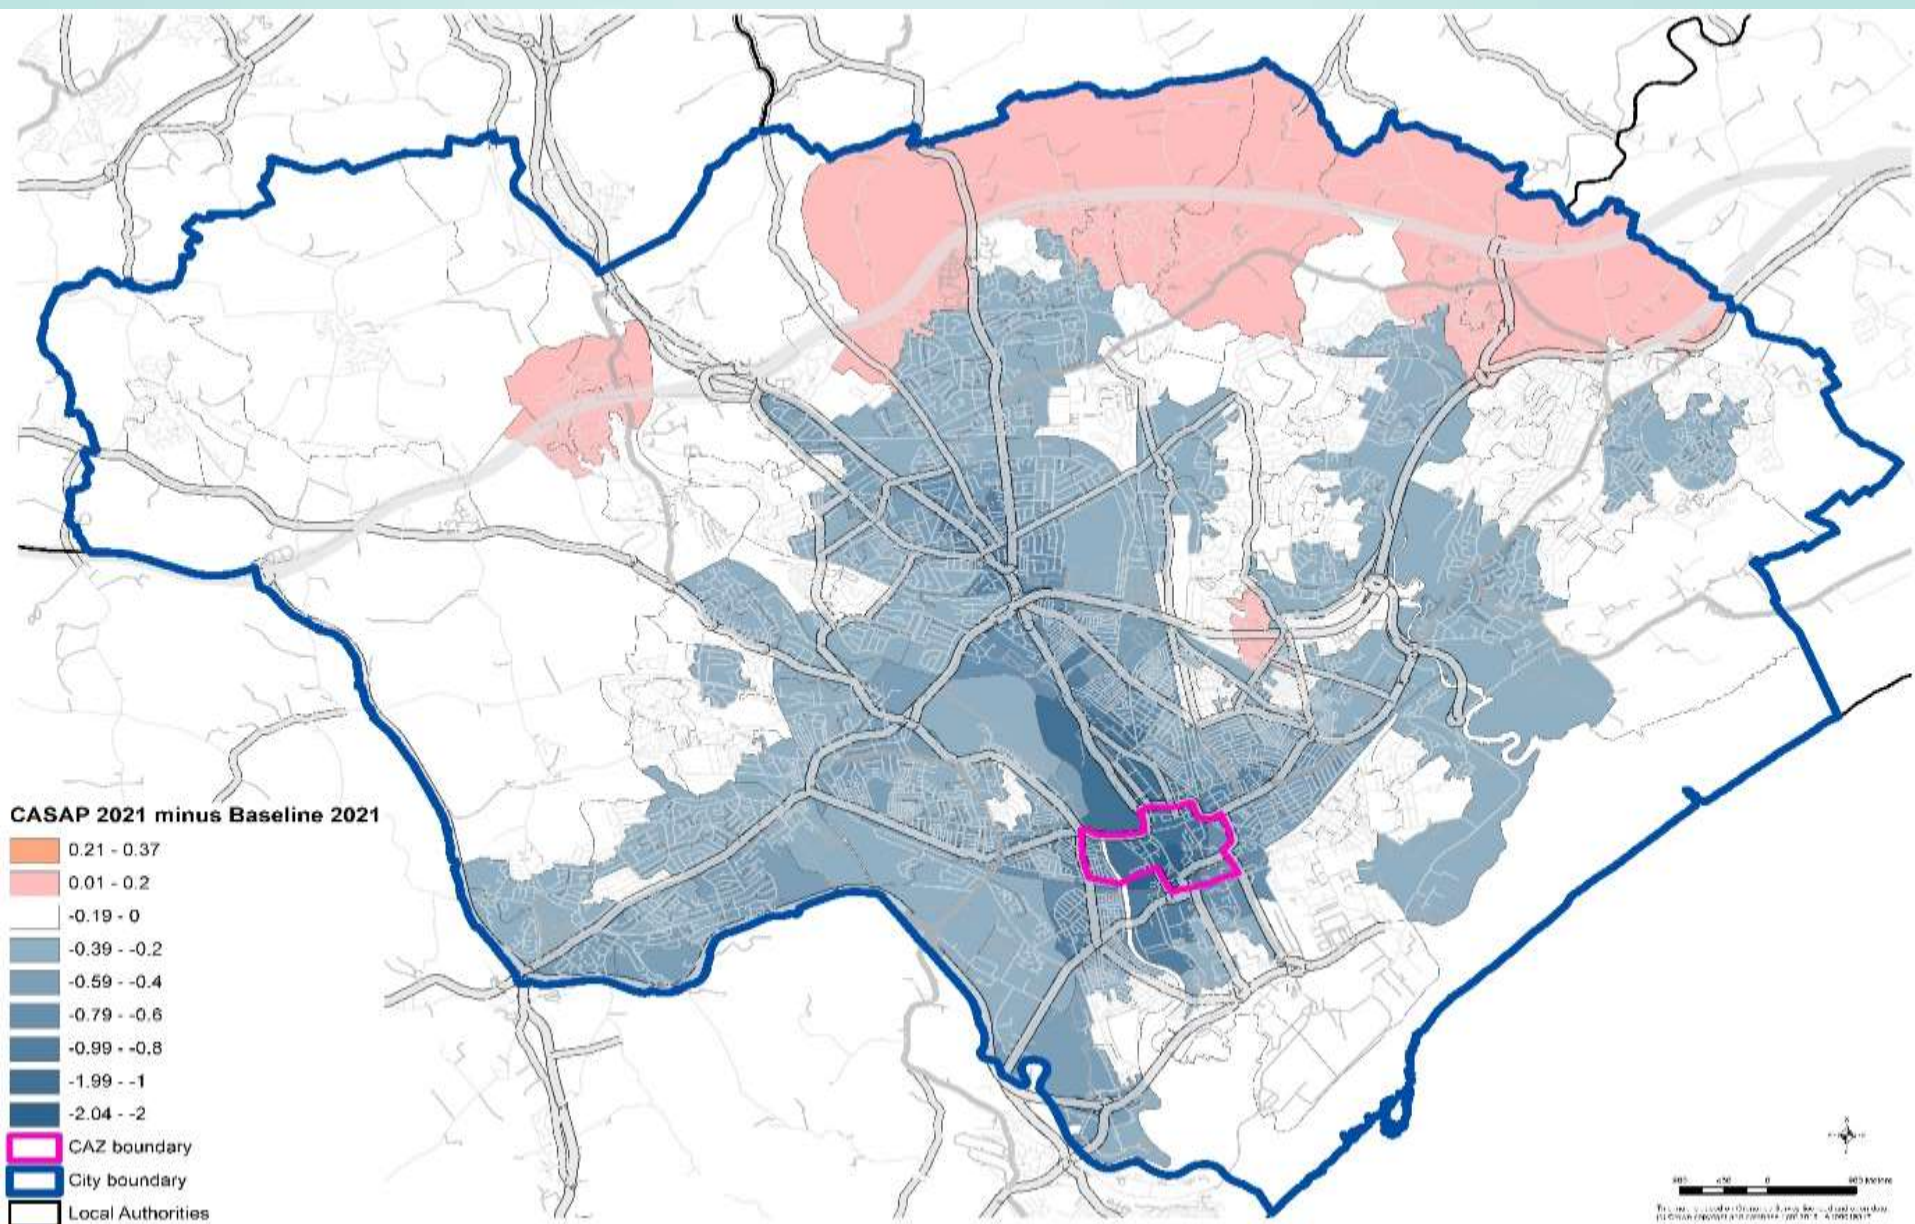 CASAP 2021 minus Baseline 2021
0.21 - 0.37
0.01 - 0.2
-0.19 - 0
-0.39 - -0.2
-0.59 - -0.4
-0.79 - -0.6
-0.99 - -0.8
-1.99 - -1
-2.04 - -2
CAZ boundary
City boundary
Local Authorities